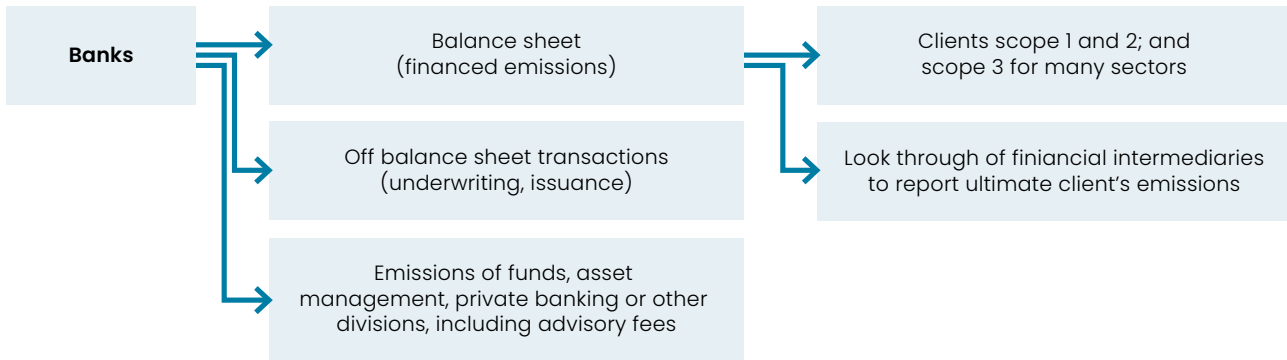 Banks
Balance sheet
(financed emissions)
Clients scope 1 and 2; and
scope 3 for many sectors
Off balance sheet transactions
(underwriting, issuance)
Look through of finiancial intermediaries
to report ultimate client’s emissions
Emissions of funds, asset
management, private banking or other
divisions, including advisory fees